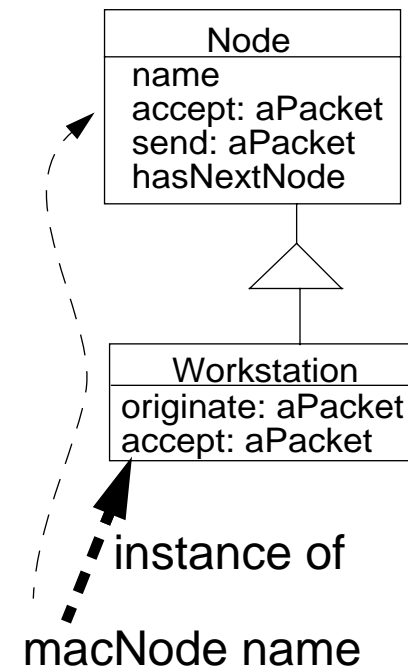 Node
name
accept: aPacket
send: aPacket
hasNextNode
Workstation
originate: aPacket
accept: aPacket
instance of
macNode name